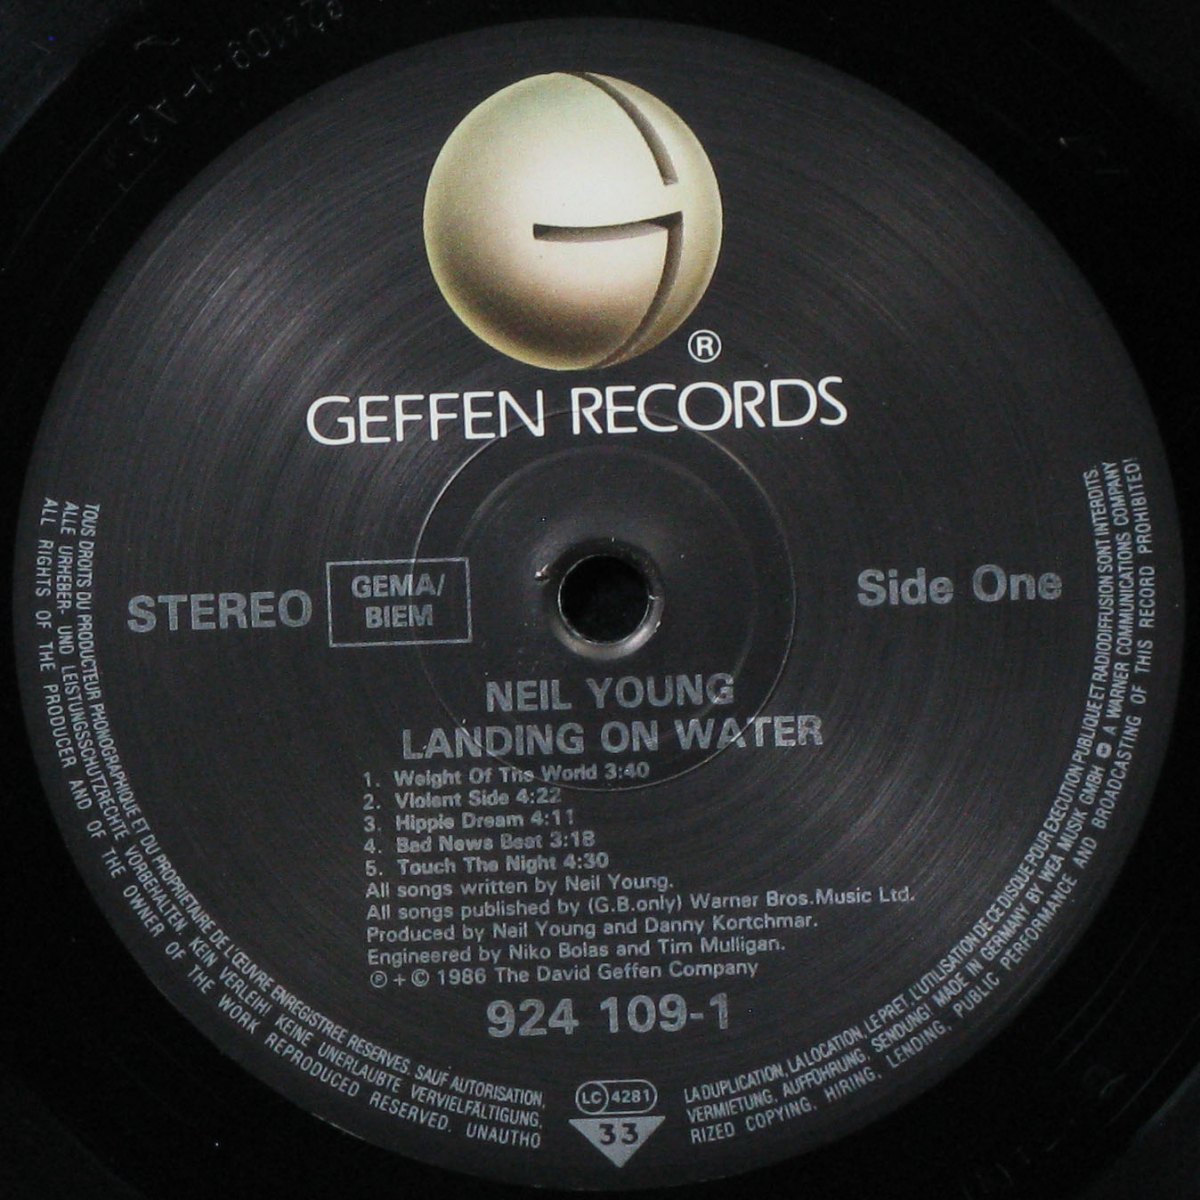 GEFFEN RECORDS ®
STEREO
GEMA/
BIEM
Side One
NEIL YOUNG
LANDING ON WATER
1. Weight Of The World 3:40
2. Violent Side 4:22
3. Hippie Dream 4:11
4. Bad News Beat 3:18
5. Touch The Night 4:30
All songs written by Neil Young.
All songs published by (G.B.only) Warner Bros.Music Ltd.
Produced by Neil Young and Danny Kortchmar.
Engineered by Niko Bolas and Tim Mulligan.
℗+© 1986 The David Geffen Company
924 109-1
LC 4281
33
TOUS DROITS DU PRODUCTEUR PHONOGRAPHIQUE ET DU PROPRIETAIRE DE L'ŒUVRE ENREGISTREE RESERVES. SAUF AUTORISATION, LA DUPLICATION, LA LOCATION, LE PRET, L'UTILISATION DE CE DISQUE POUR EXECUTION PUBLIQUE ET RADIODIFFUSION SONT INTERDITS.
ALLE URHEBER- UND LEISTUNGSSCHUTZRECHTE VORBEHALTEN. KEIN VERLEIH! KEINE UNERLAUBTE VERVIELFÄLTIGUNG, VERMIETUNG, AUFFÜHRUNG, SENDUNG! MADE IN GERMANY BY WEA MUSIK GMBH A WARNER COMMUNICATIONS COMPANY
ALL RIGHTS OF THE PRODUCER AND OF THE OWNER OF THE WORK REPRODUCED RESERVED. UNAUTHORIZED COPYING, HIRING, LENDING, PUBLIC PERFORMANCE AND BROADCASTING OF THIS RECORD PROHIBITED!